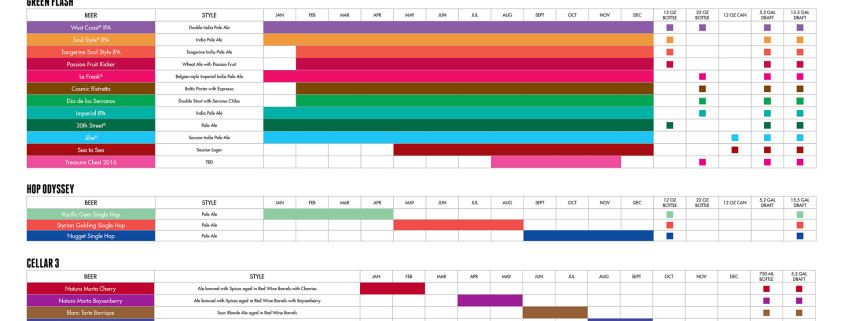 GREEN FLASH
BEER STYLE JAN FEB MAR APR MAY JUN JUL AUG SEPT OCT NOV DEC 12 OZ BOTTLE 22 OZ BOTTLE 12 OZ CAN 5.2 GAL DRAFT 15.5 GAL DRAFT
West Coast® IPA Double India Pale Ale
Soul Style® IPA India Pale Ale
Tangerine Soul Style IPA Tangerine India Pale Ale
Passion Fruit Kicker Wheat Ale with Passion Fruit
Le Freak® Belgian-style Imperial India Pale Ale
Cosmic Ristretto Baltic Porter with Espresso
Dia de los Serranos Double Stout with Serrano Chiles
Imperial IPA India Pale Ale
30th Street® Pale Ale
Jibe® Session India Pale Ale
Sea to Sea Session Lager
Treasure Chest 2016 TBD
HOP ODYSSEY
BEER STYLE JAN FEB MAR APR MAY JUN JUL AUG SEPT OCT NOV DEC 12 OZ BOTTLE 22 OZ BOTTLE 12 OZ CAN 5.2 GAL DRAFT 15.5 GAL DRAFT
Pacific Gem Single Hop Pale Ale
Styrian Golding Single Hop Pale Ale
Nugget Single Hop Pale Ale
CELLAR 3
BEER STYLE JAN FEB MAR APR MAY JUN JUL AUG SEPT OCT NOV DEC 750 ML BOTTLE 5.2 GAL DRAFT
Natura Morta Cherry Ale brewed with Spices aged in Red Wine Barrels with Cherries
Natura Morta Boysenberry Ale brewed with Spices aged in Red Wine Barrels with Boysenberry
Blanc Tarte Barrique Sour Blonde Ale aged in Red Wine Barrels